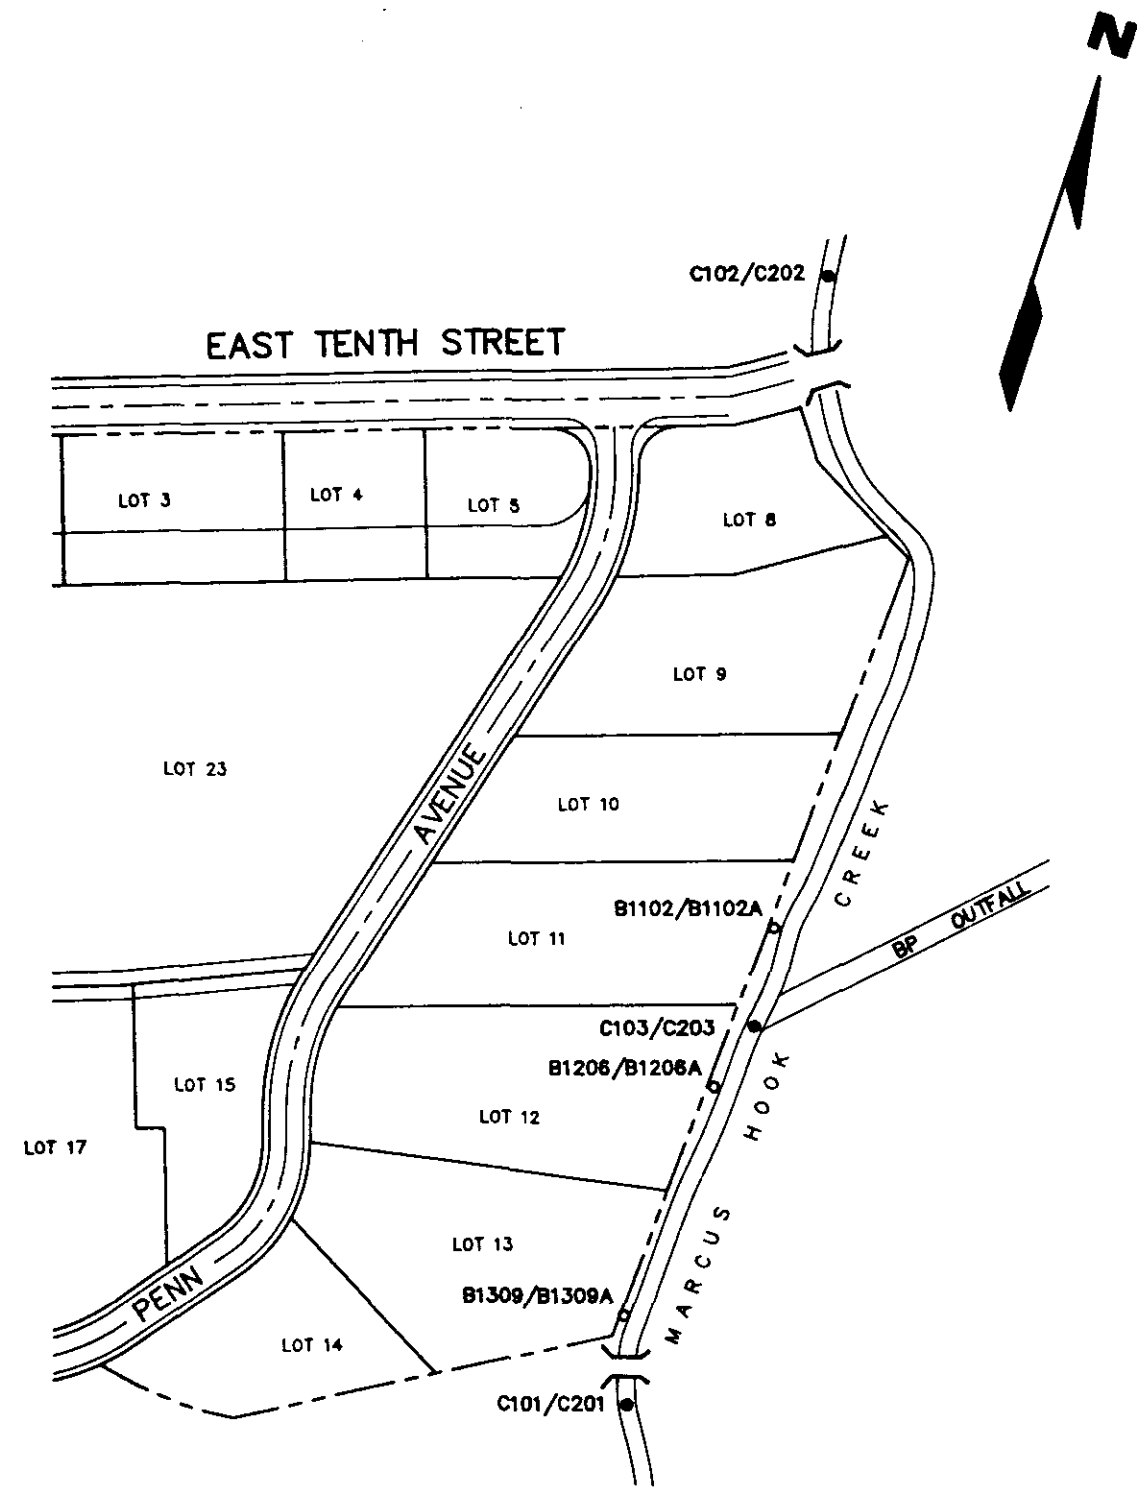 N
C102/C202
EAST TENTH STREET
LOT 3
LOT 4
LOT 5
LOT 8
LOT 9
LOT 23
AVENUE
LOT 10
CREEK
B1102/B1102A
LOT 11
BP OUTFALL
C103/C203
B1206/B1206A
HOOK
LOT 15
LOT 12
LOT 17
MARCUS
LOT 13
PENN
B1309/B1309A
LOT 14
C101/C201